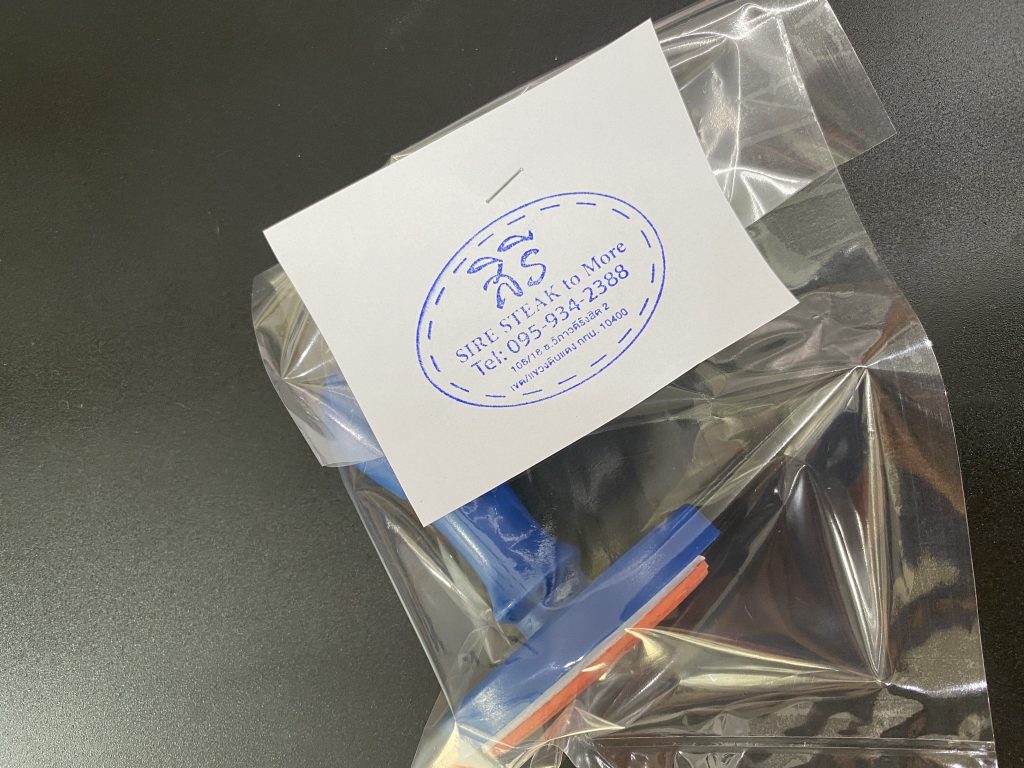 สิริ
SIRE STEAK to More
Tel: 095-934-2388
108/18 ซ.วิภาวดีรังสิต 2
เขต/แขวงดินแดง กทม. 10400